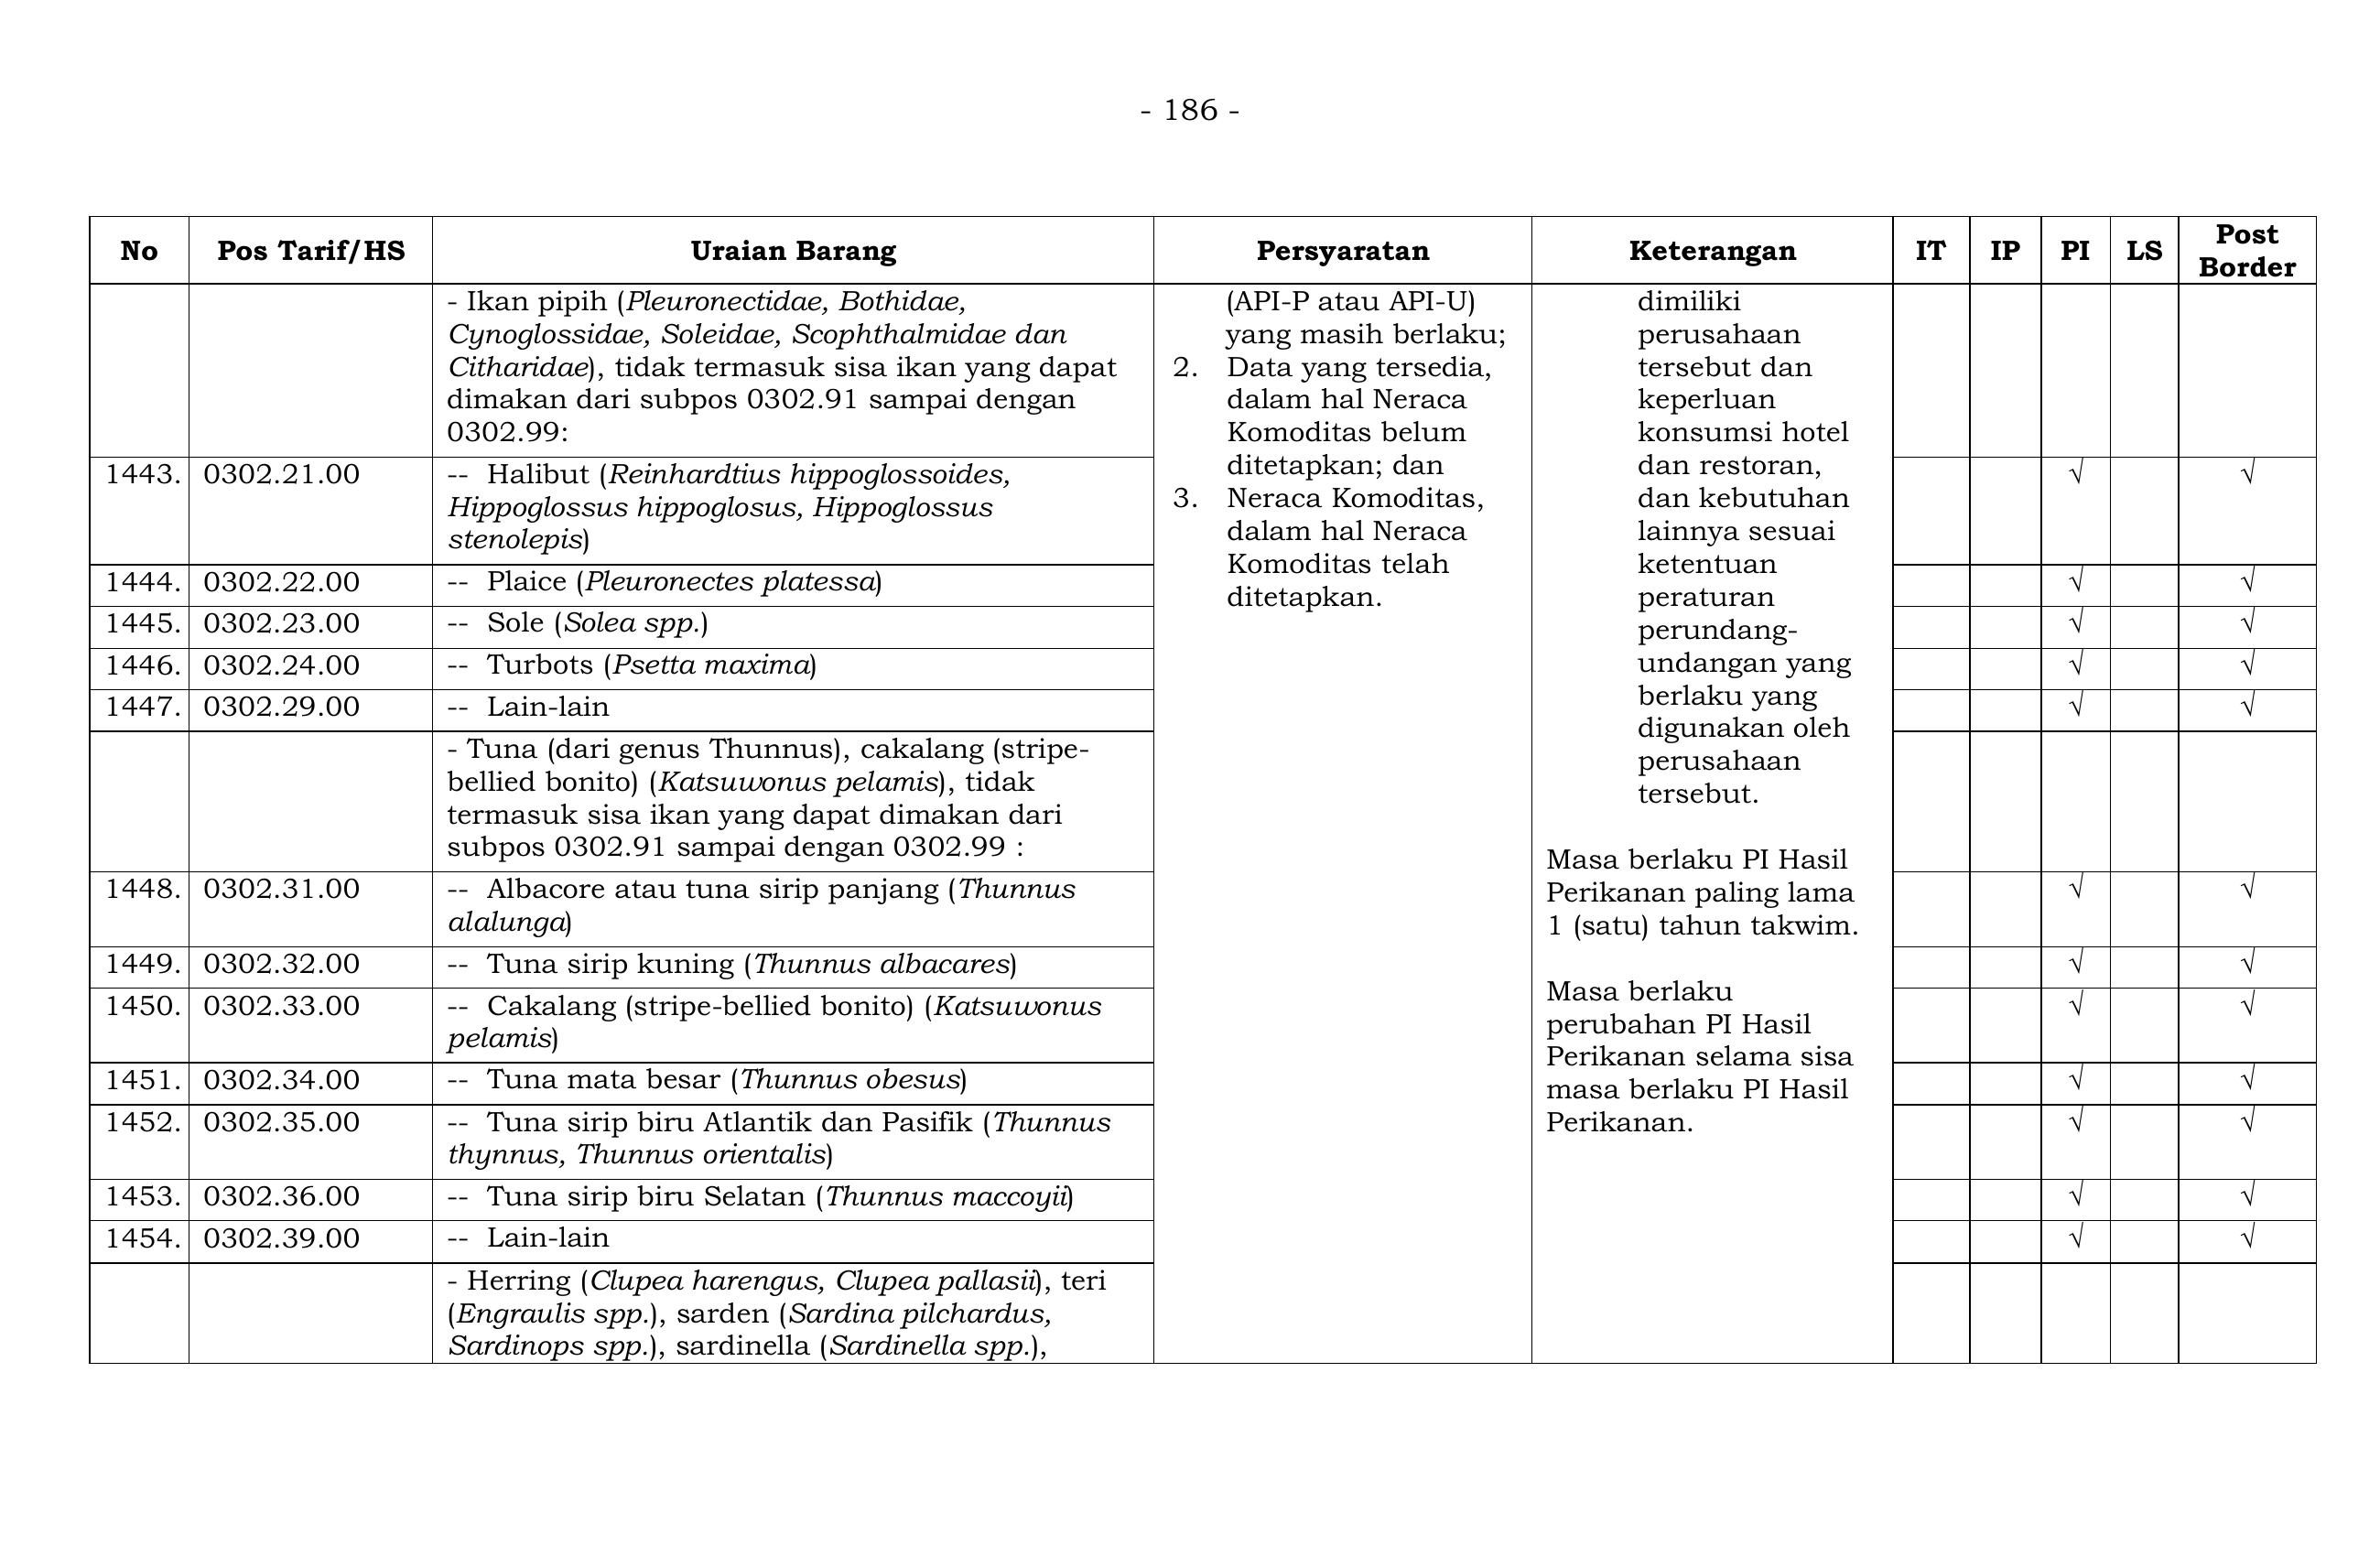 - 186 -
No Pos Tarif/HS Uraian Barang Persyaratan Keterangan IT IP PI LS Post Border
- Ikan pipih (Pleuronectidae, Bothidae,
Cynoglossidae, Soleidae, Scophthalmidae dan
Citharidae), tidak termasuk sisa ikan yang dapat
dimakan dari subpos 0302.91 sampai dengan
0302.99:
(API-P atau API-U)
yang masih berlaku;
2. Data yang tersedia,
dalam hal Neraca
Komoditas belum
ditetapkan; dan
3. Neraca Komoditas,
dalam hal Neraca
Komoditas telah
ditetapkan.
dimiliki
perusahaan
tersebut dan
keperluan
konsumsi hotel
dan restoran,
dan kebutuhan
lainnya sesuai
ketentuan
peraturan
perundang-
undangan yang
berlaku yang
digunakan oleh
perusahaan
tersebut.
Masa berlaku PI Hasil
Perikanan paling lama
1 (satu) tahun takwim.
Masa berlaku
perubahan PI Hasil
Perikanan selama sisa
masa berlaku PI Hasil
Perikanan.
1443. 0302.21.00 -- Halibut (Reinhardtius hippoglossoides, √ √
Hippoglossus hippoglosus, Hippoglossus
stenolepis)
1444. 0302.22.00 -- Plaice (Pleuronectes platessa) √ √
1445. 0302.23.00 -- Sole (Solea spp.) √ √
1446. 0302.24.00 -- Turbots (Psetta maxima) √ √
1447. 0302.29.00 -- Lain-lain √ √
- Tuna (dari genus Thunnus), cakalang (stripe-
bellied bonito) (Katsuwonus pelamis), tidak
termasuk sisa ikan yang dapat dimakan dari
subpos 0302.91 sampai dengan 0302.99 :
1448. 0302.31.00 -- Albacore atau tuna sirip panjang (Thunnus √ √
alalunga)
1449. 0302.32.00 -- Tuna sirip kuning (Thunnus albacares) √ √
1450. 0302.33.00 -- Cakalang (stripe-bellied bonito) (Katsuwonus √ √
pelamis)
1451. 0302.34.00 -- Tuna mata besar (Thunnus obesus) √ √
1452. 0302.35.00 -- Tuna sirip biru Atlantik dan Pasifik (Thunnus √ √
thynnus, Thunnus orientalis)
1453. 0302.36.00 -- Tuna sirip biru Selatan (Thunnus maccoyii) √ √
1454. 0302.39.00 -- Lain-lain √ √
- Herring (Clupea harengus, Clupea pallasii), teri
(Engraulis spp.), sarden (Sardina pilchardus,
Sardinops spp.), sardinella (Sardinella spp.),